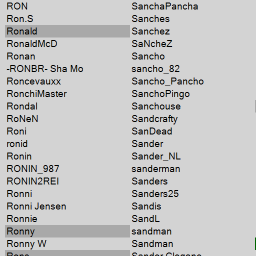 RON
Ron.S
Ronald
RonaldMcD
Ronan
-RONBR- Sha Mo
Roncevauxx
RonchiMaster
Rondal
RoNeN
Roni
ronid
Ronin
RONIN_987
RONIN2REI
Ronni
Ronni Jensen
Ronnie
Ronny
Ronny W
SanchaPancha
Sanches
Sanchez
SaNcheZ
Sancho
sancho_82
Sancho_Pancho
SanchoPingo
Sanchouse
Sandcrafty
SanDead
Sander
Sander_NL
sanderman
Sanders
Sanders25
Sandis
SandL
sandman
Sandman